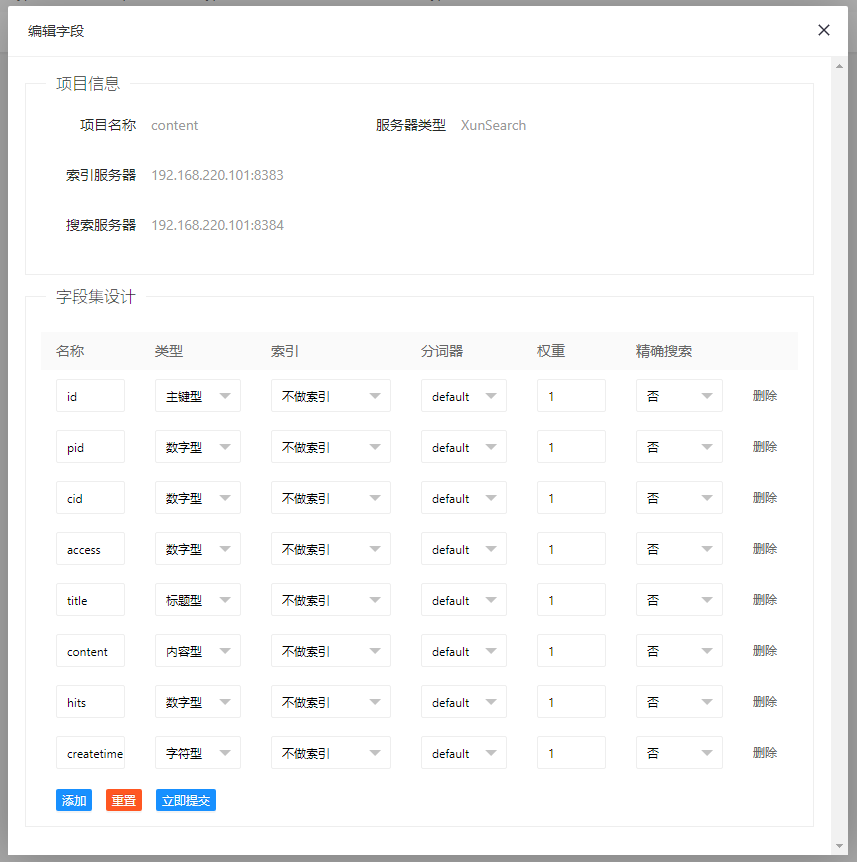 编辑字段
项目信息
项目名称 content 服务器类型 XunSearch
索引服务器 192.168.220.101:8383
搜索服务器 192.168.220.101:8384
字段集设计
名称 类型 索引 分词器 权重 精确搜索
id 主键型 不做索引 default 1 否 删除
pid 数字型 不做索引 default 1 否 删除
cid 数字型 不做索引 default 1 否 删除
access 数字型 不做索引 default 1 否 删除
title 标题型 不做索引 default 1 否 删除
content 内容型 不做索引 default 1 否 删除
hits 数字型 不做索引 default 1 否 删除
createtime 字符型 不做索引 default 1 否 删除
添加 重置 立即提交